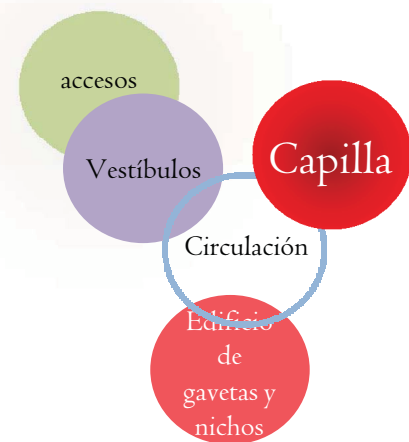 accesos
Vestíbulos
Capilla
Circulación
Edificio
de
gavetas y
nichos